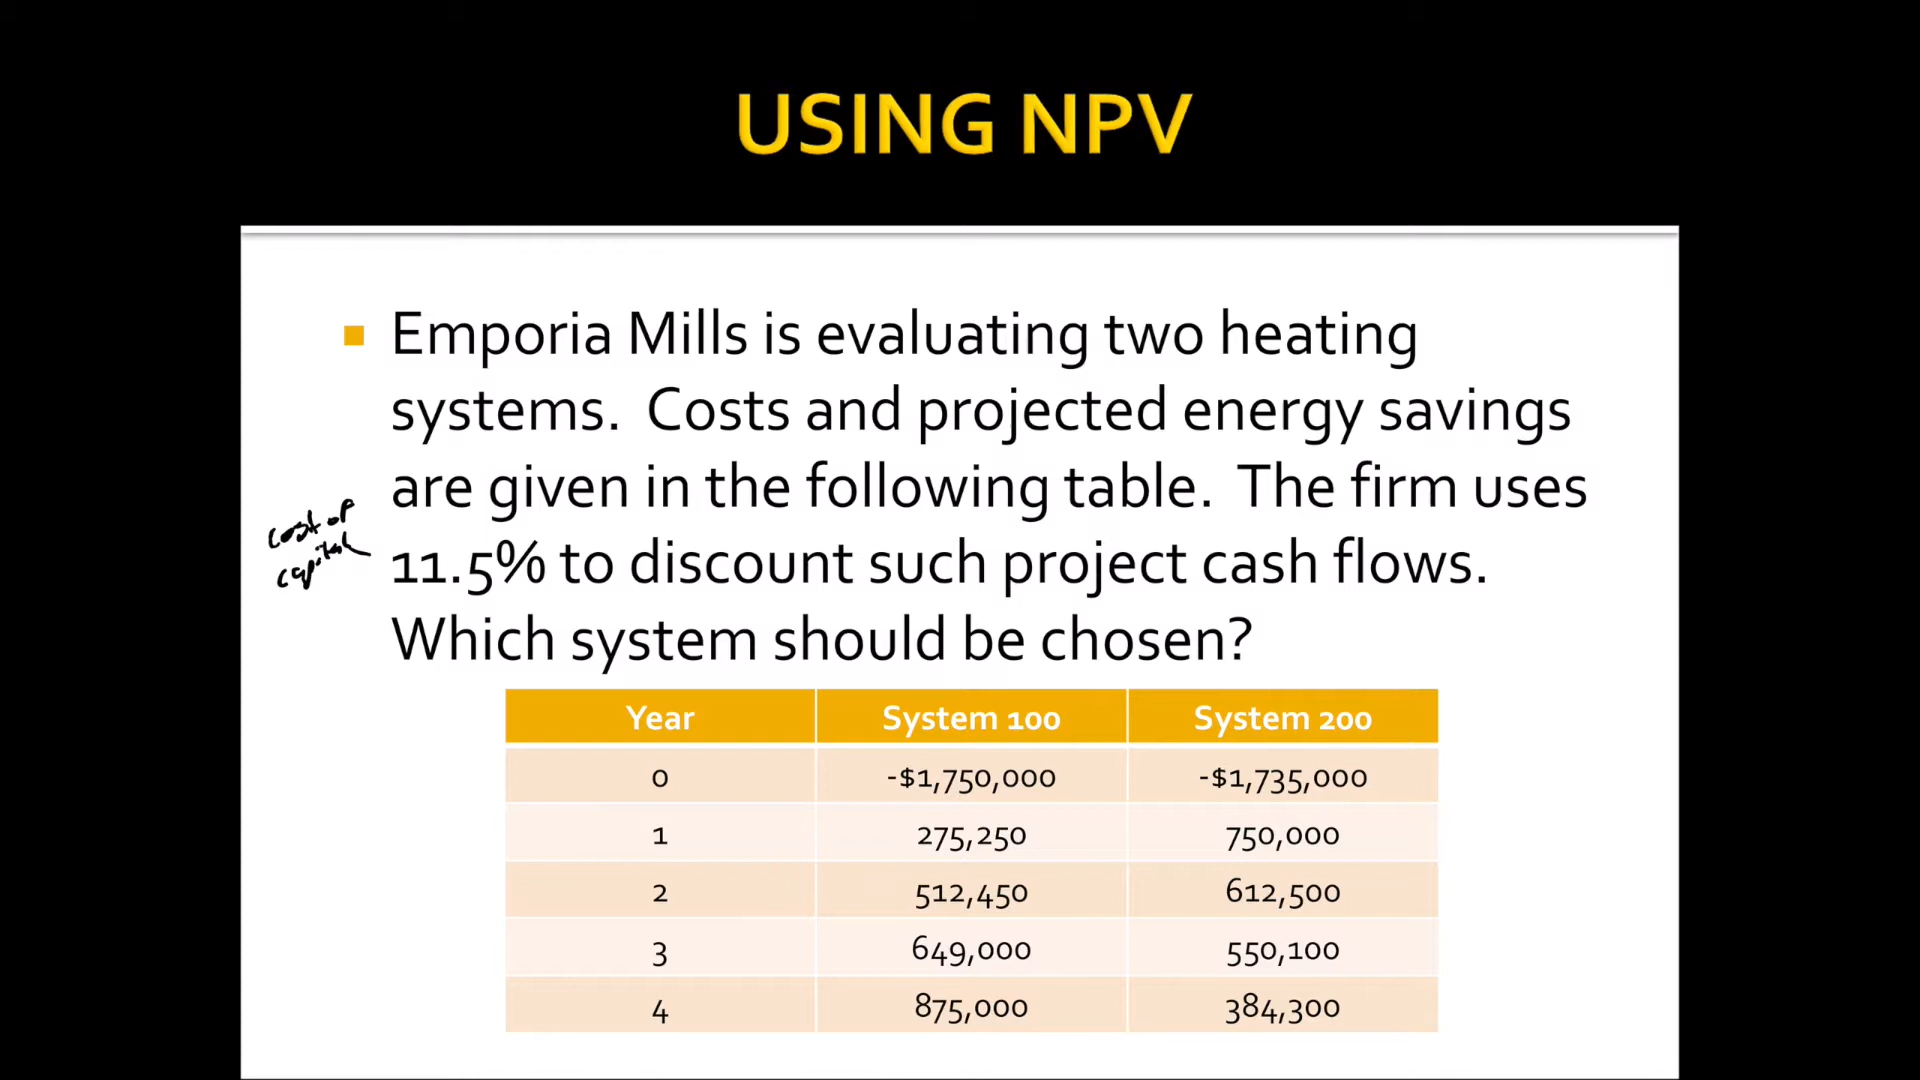 USING NPV
Emporia Mills is evaluating two heating
systems. Costs and projected energy savings
are given in the following table. The firm uses
cost of
capital
11.5% to discount such project cash flows.
Which system should be chosen?
Year System 100 System 200
0 -$1,750,000 -$1,735,000
1 275,250 750,000
2 512,450 612,500
3 649,000 550,100
4 875,000 384,300